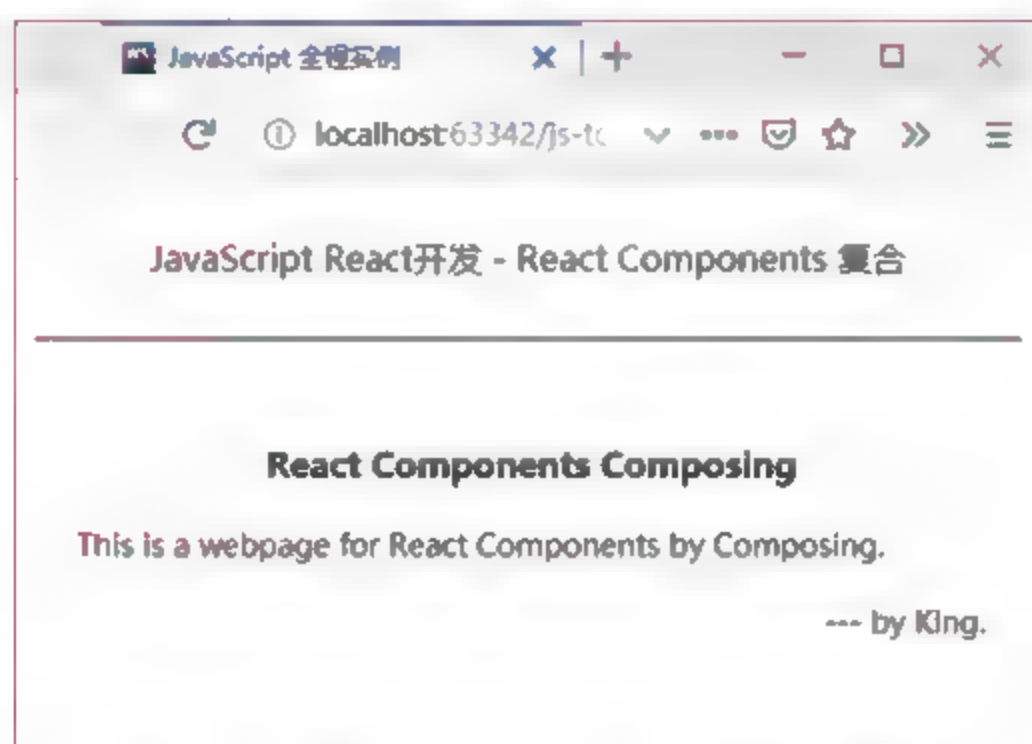 JavaScript 全程实例
localhost:63342/js-to
JavaScript React开发 - React Components 复合
React Components Composing
This is a webpage for React Components by Composing.
--- by King.